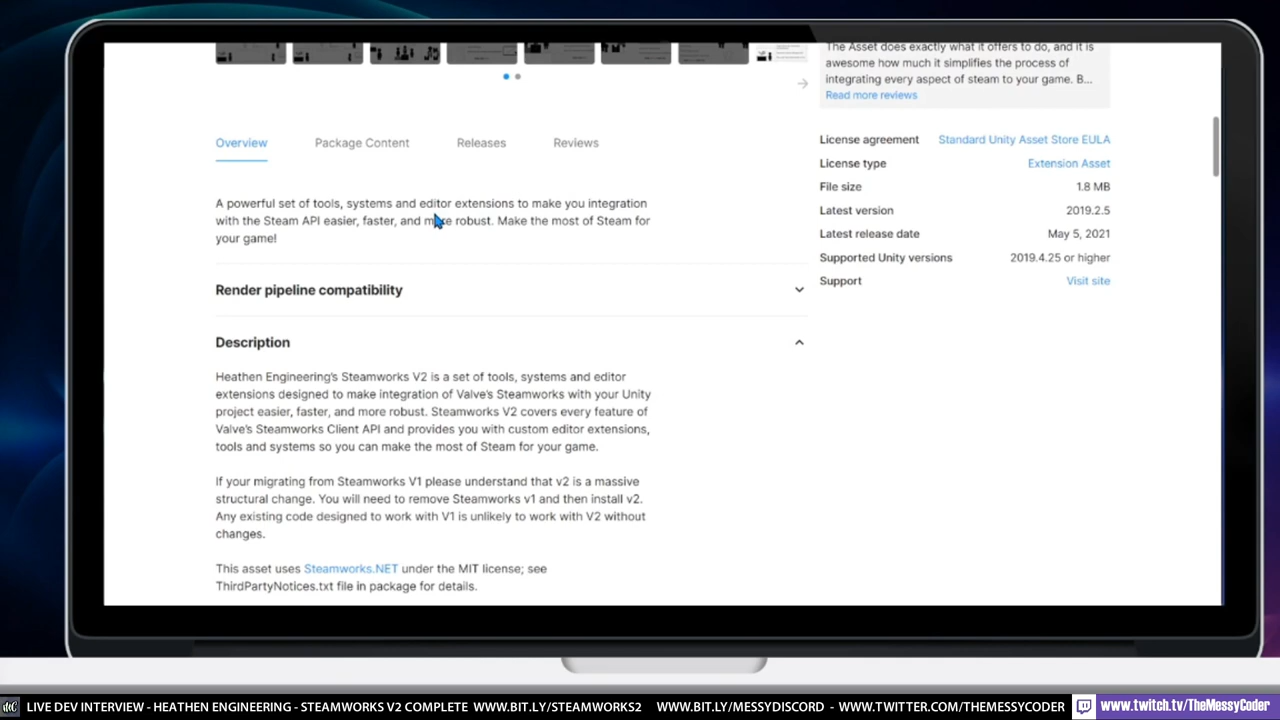 The Asset does exactly what it offers to do, and it is
awesome how much it simplifies the process of
integrating every aspect of steam to your game. B...
Read more reviews
Overview
Package Content
Releases
Reviews
A powerful set of tools, systems and editor extensions to make you integration
with the Steam API easier, faster, and more robust. Make the most of Steam for
your game!
Render pipeline compatibility
Description
Heathen Engineering's Steamworks V2 is a set of tools, systems and editor
extensions designed to make integration of Valve's Steamworks with your Unity
project easier, faster, and more robust. Steamworks V2 covers every feature of
Valve's Steamworks Client API and provides you with custom editor extensions,
tools and systems so you can make the most of Steam for your game.
If your migrating from Steamworks V1 please understand that v2 is a massive
structural change. You will need to remove Steamworks v1 and then install v2.
Any existing code designed to work with V1 is unlikely to work with V2 without
changes.
This asset uses Steamworks.NET under the MIT license; see
ThirdPartyNotices.txt file in package for details.
License agreement Standard Unity Asset Store EULA
License type Extension Asset
File size 1.8 MB
Latest version 2019.2.5
Latest release date May 5, 2021
Supported Unity versions 2019.4.25 or higher
Support Visit site
LIVE DEV INTERVIEW - HEATHEN ENGINEERING - STEAMWORKS V2 COMPLETE WWW.BIT.LY/STEAMWORKS2 WWW.BIT.LY/MESSYDISCORD - WWW.TWITTER.COM/THEMESSYCODER
www.twitch.tv/TheMessyCoder